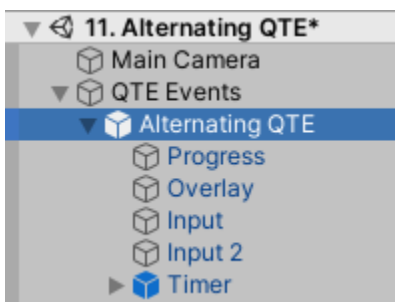 11. Alternating QTE*
Main Camera
QTE Events
Alternating QTE
Progress
Overlay
Input
Input 2
Timer